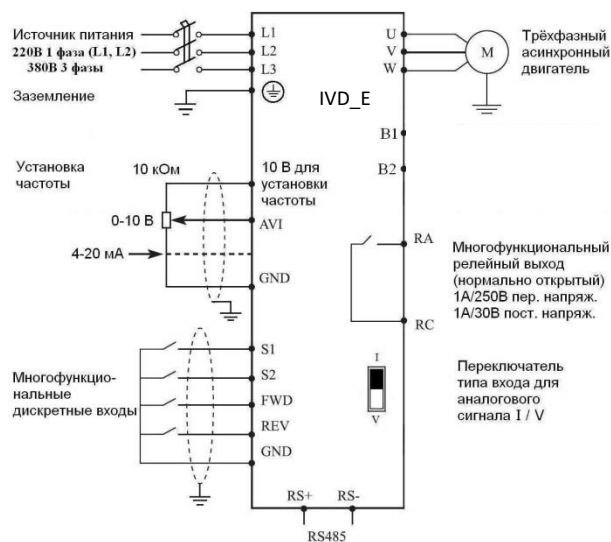 Источник питания
220В 1 фаза (L1, L2)
380В 3 фазы
Заземление
L1
L2
L3
IVD_E
U
V
W
M
Трёхфазный
асинхронный
двигатель
B1
B2
Установка
частоты
10 кОм
0-10 В
4-20 мА
10 В для
установки
частоты
AVI
GND
RA
RC
Многофункциональный
релейный выход
(нормально открытый)
1А/250В пер. напряж.
1А/30В пост. напряж.
Многофункцио-
нальные
дискретные входы
S1
S2
FWD
REV
GND
I
V
Переключатель
типа входа для
аналогового
сигнала I / V
RS+
RS-
RS485